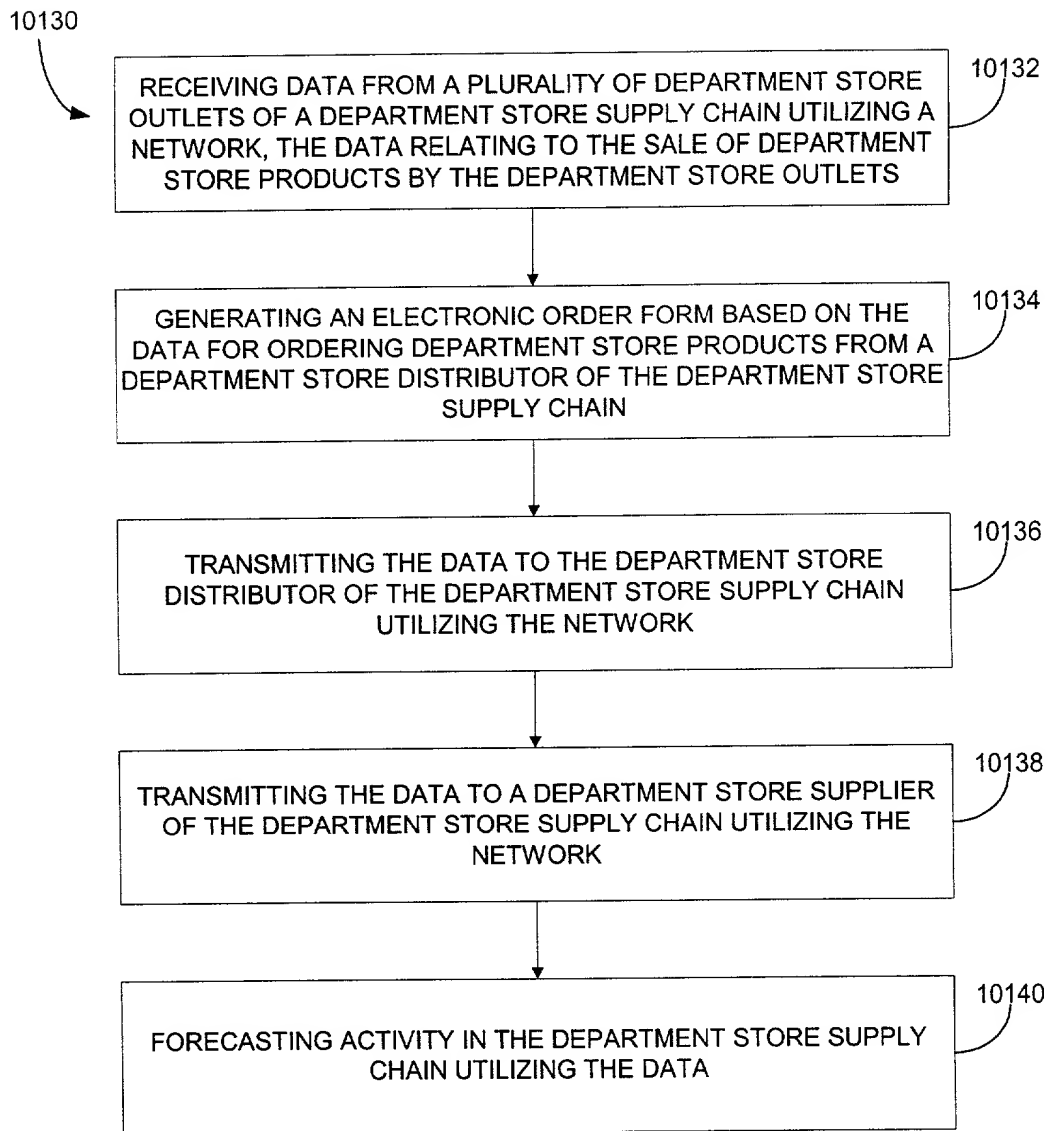 10130
10132
RECEIVING DATA FROM A PLURALITY OF DEPARTMENT STORE
OUTLETS OF A DEPARTMENT STORE SUPPLY CHAIN UTILIZING A
NETWORK, THE DATA RELATING TO THE SALE OF DEPARTMENT
STORE PRODUCTS BY THE DEPARTMENT STORE OUTLETS
10134
GENERATING AN ELECTRONIC ORDER FORM BASED ON THE
DATA FOR ORDERING DEPARTMENT STORE PRODUCTS FROM A
DEPARTMENT STORE DISTRIBUTOR OF THE DEPARTMENT STORE
SUPPLY CHAIN
10136
TRANSMITTING THE DATA TO THE DEPARTMENT STORE
DISTRIBUTOR OF THE DEPARTMENT STORE SUPPLY CHAIN
UTILIZING THE NETWORK
10138
TRANSMITTING THE DATA TO A DEPARTMENT STORE SUPPLIER
OF THE DEPARTMENT STORE SUPPLY CHAIN UTILIZING THE
NETWORK
10140
FORECASTING ACTIVITY IN THE DEPARTMENT STORE SUPPLY
CHAIN UTILIZING THE DATA